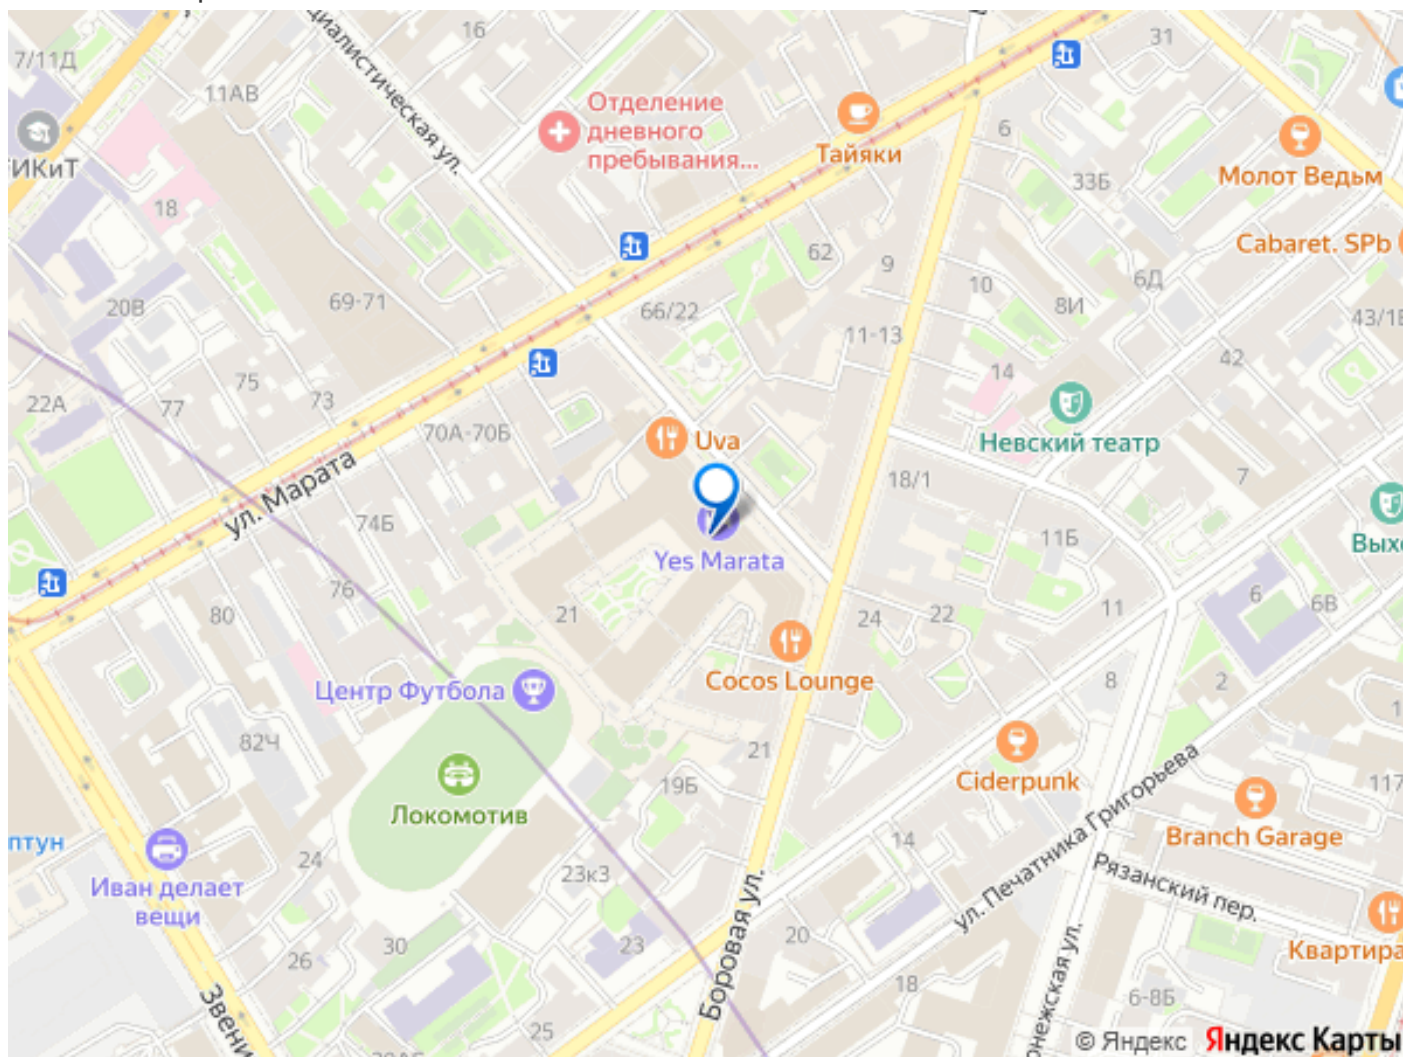 16
31
7/11Д
11АВ
циалистическая ул.
Отделение
дневного
пребывания...
Тайяки
6
Молот Ведьм
ИКиТ
18
33Б
62
9
Cabaret. SPb
20В
69-71
66/22
10
8И
6Д
11-13
43/1
42
75
14
22А
77
73
70А-70Б
Uva
Невский театр
ул. Марата
18/1
7
74Б
Yes Marata
11Б
Вых
76
80
21
24
22
11
6
6В
Cocos Lounge
Центр Футбола
8
2
1
82Ч
21
Ciderpunk
19Б
Локомотив
117
птун
14
Branch Garage
ул. Печатника Григорьева
24
23к3
Рязанский пер.
Иван делает
вещи
30
23
20
Боровая ул.
Квартира
26
18
6-8Б
Звени
25
нежская ул.
© Яндекс
Яндекс Карты